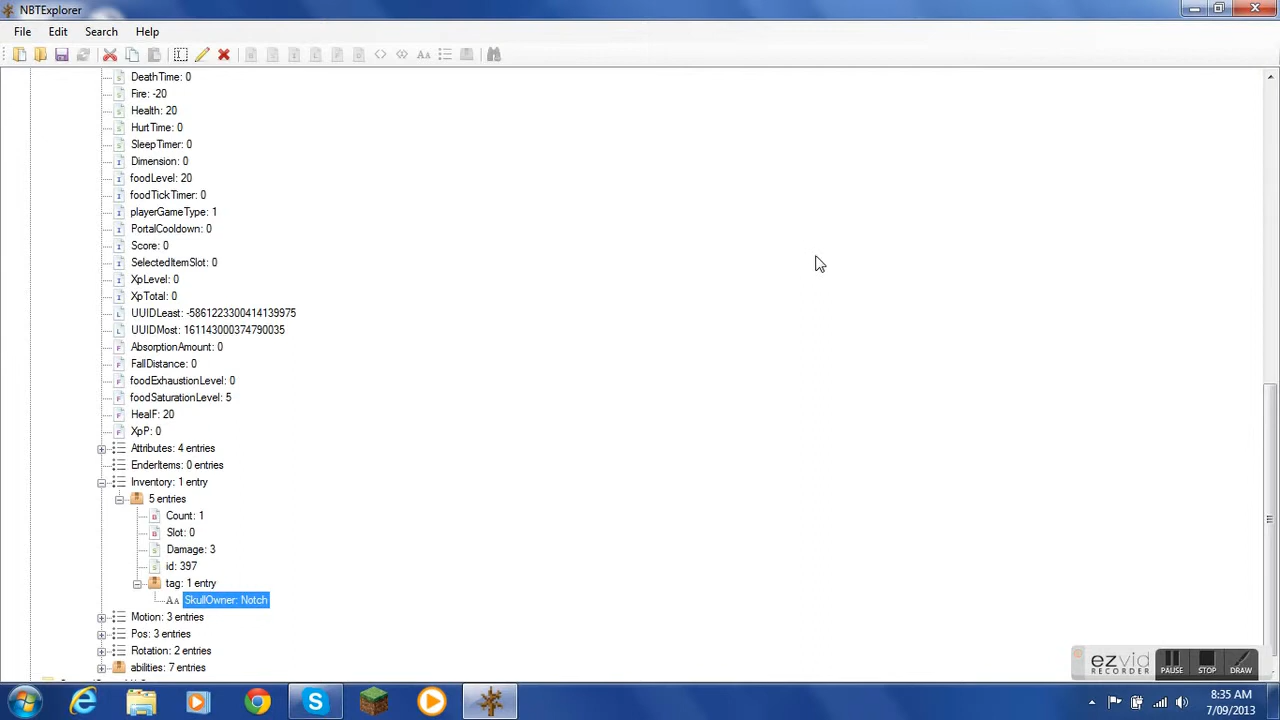 NBTExplorer
File Edit Search Help
DeathTime: 0
Fire: -20
Health: 20
HurtTime: 0
SleepTimer: 0
Dimension: 0
foodLevel: 20
foodTickTimer: 0
playerGameType: 1
PortalCooldown: 0
Score: 0
SelectedItemSlot: 0
XpLevel: 0
XpTotal: 0
UUIDLeast: -5861223300414139975
UUIDMost: 161143000374790035
AbsorptionAmount: 0
FallDistance: 0
foodExhaustionLevel: 0
foodSaturationLevel: 5
HealF: 20
XpP: 0
Attributes: 4 entries
EnderItems: 0 entries
Inventory: 1 entry
5 entries
Count: 1
Slot: 0
Damage: 3
id: 397
tag: 1 entry
SkullOwner: Notch
Motion: 3 entries
Pos: 3 entries
Rotation: 2 entries
abilities: 7 entries
ezvid
RECORDER
PAUSE STOP DRAW
8:35 AM
7/09/2013